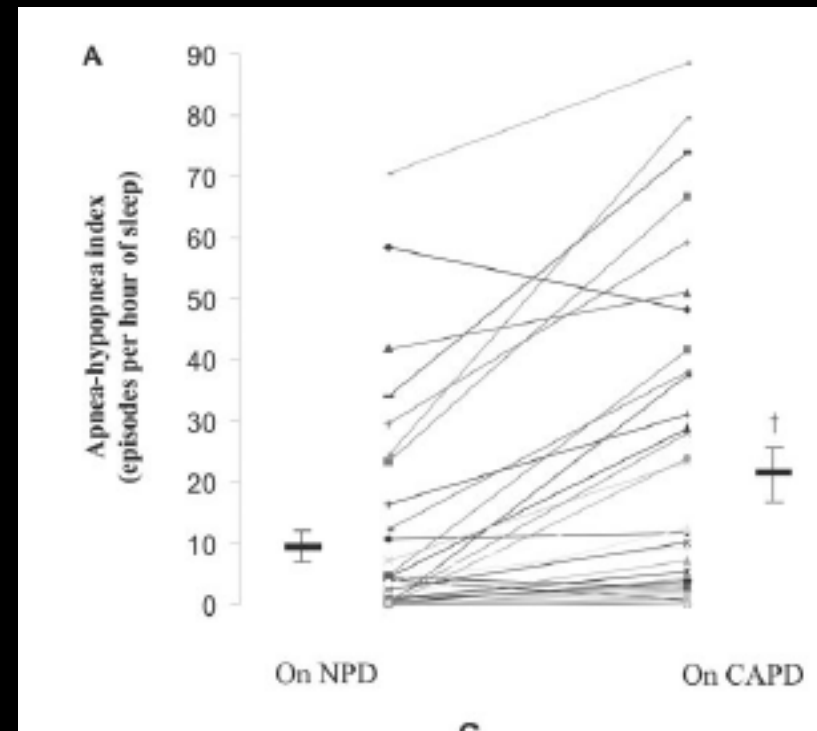 A
90
80
70
60
50
40
30
20
10
0
Apnea-hypopnea index
(episodes per hour of sleep)
†
On NPD
On CAPD